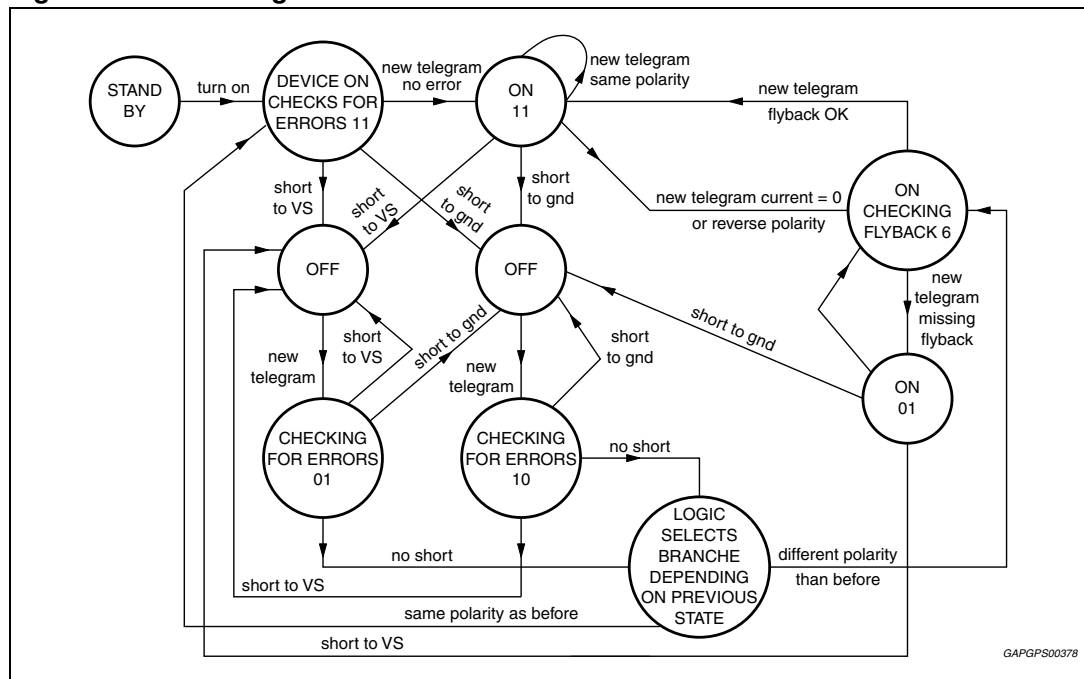 STAND
BY
turn on
DEVICE ON
CHECKS FOR
ERRORS 11
new telegram
no error
ON
11
new telegram
same polarity
new telegram
flyback OK
short
to VS
short
to gnd
short
to VS
short
to gnd
new telegram current = 0
or reverse polarity
ON
CHECKING
FLYBACK 6
OFF
OFF
new
telegram
missing
flyback
short
to VS
short to gnd
short
to gnd
short to gnd
new
telegram
new
telegram
ON
01
CHECKING
FOR ERRORS
01
CHECKING
FOR ERRORS
10
no short
no short
LOGIC
SELECTS
BRANCHE
DEPENDING
ON PREVIOUS
STATE
different polarity
than before
short to VS
same polarity as before
short to VS
GAPGPS00378